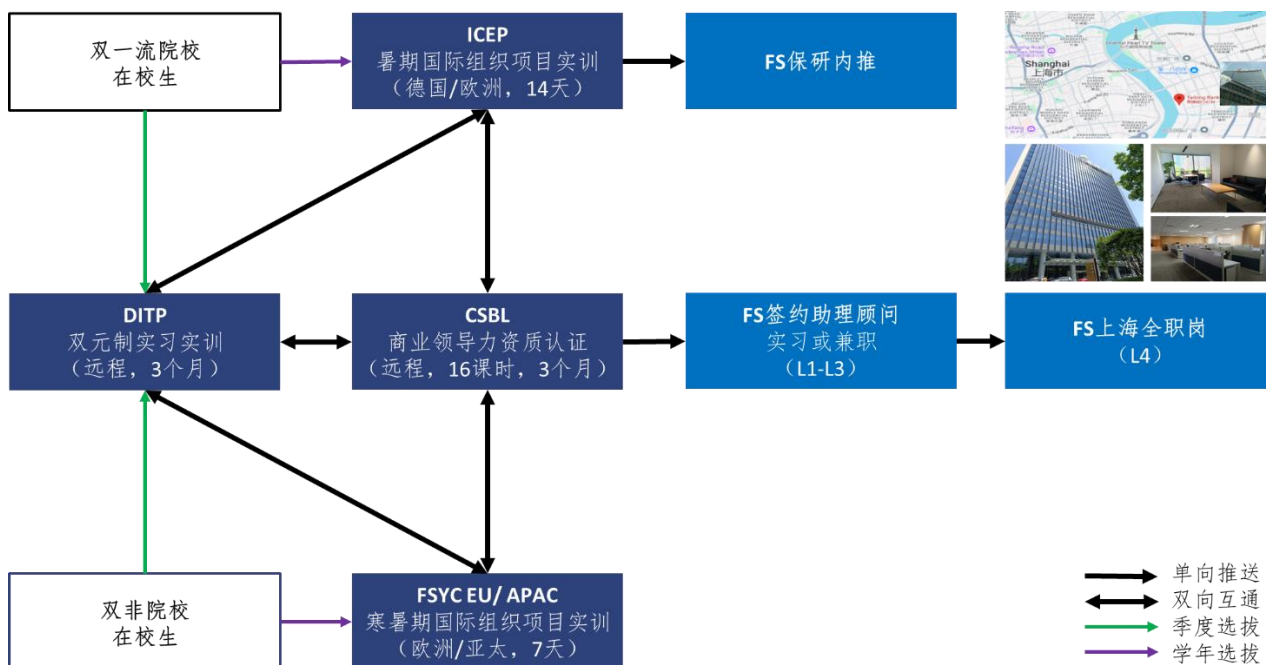 双一流院校
在校生
ICEP
暑期国际组织项目实训
（德国/欧洲，14天）
FS保研内推
Shanghai
上海市
DITP
双元制实习实训
（远程，3个月）
CSBL
商业领导力资质认证
（远程，16课时，3个月）
FS签约助理顾问
实习或兼职
（L1-L3）
FS上海全职岗
（L4）
双非院校
在校生
FSYC EU/ APAC
寒暑期国际组织项目实训
（欧洲/亚太，7天）
单向推送
双向互通
季度选拔
学年选拔